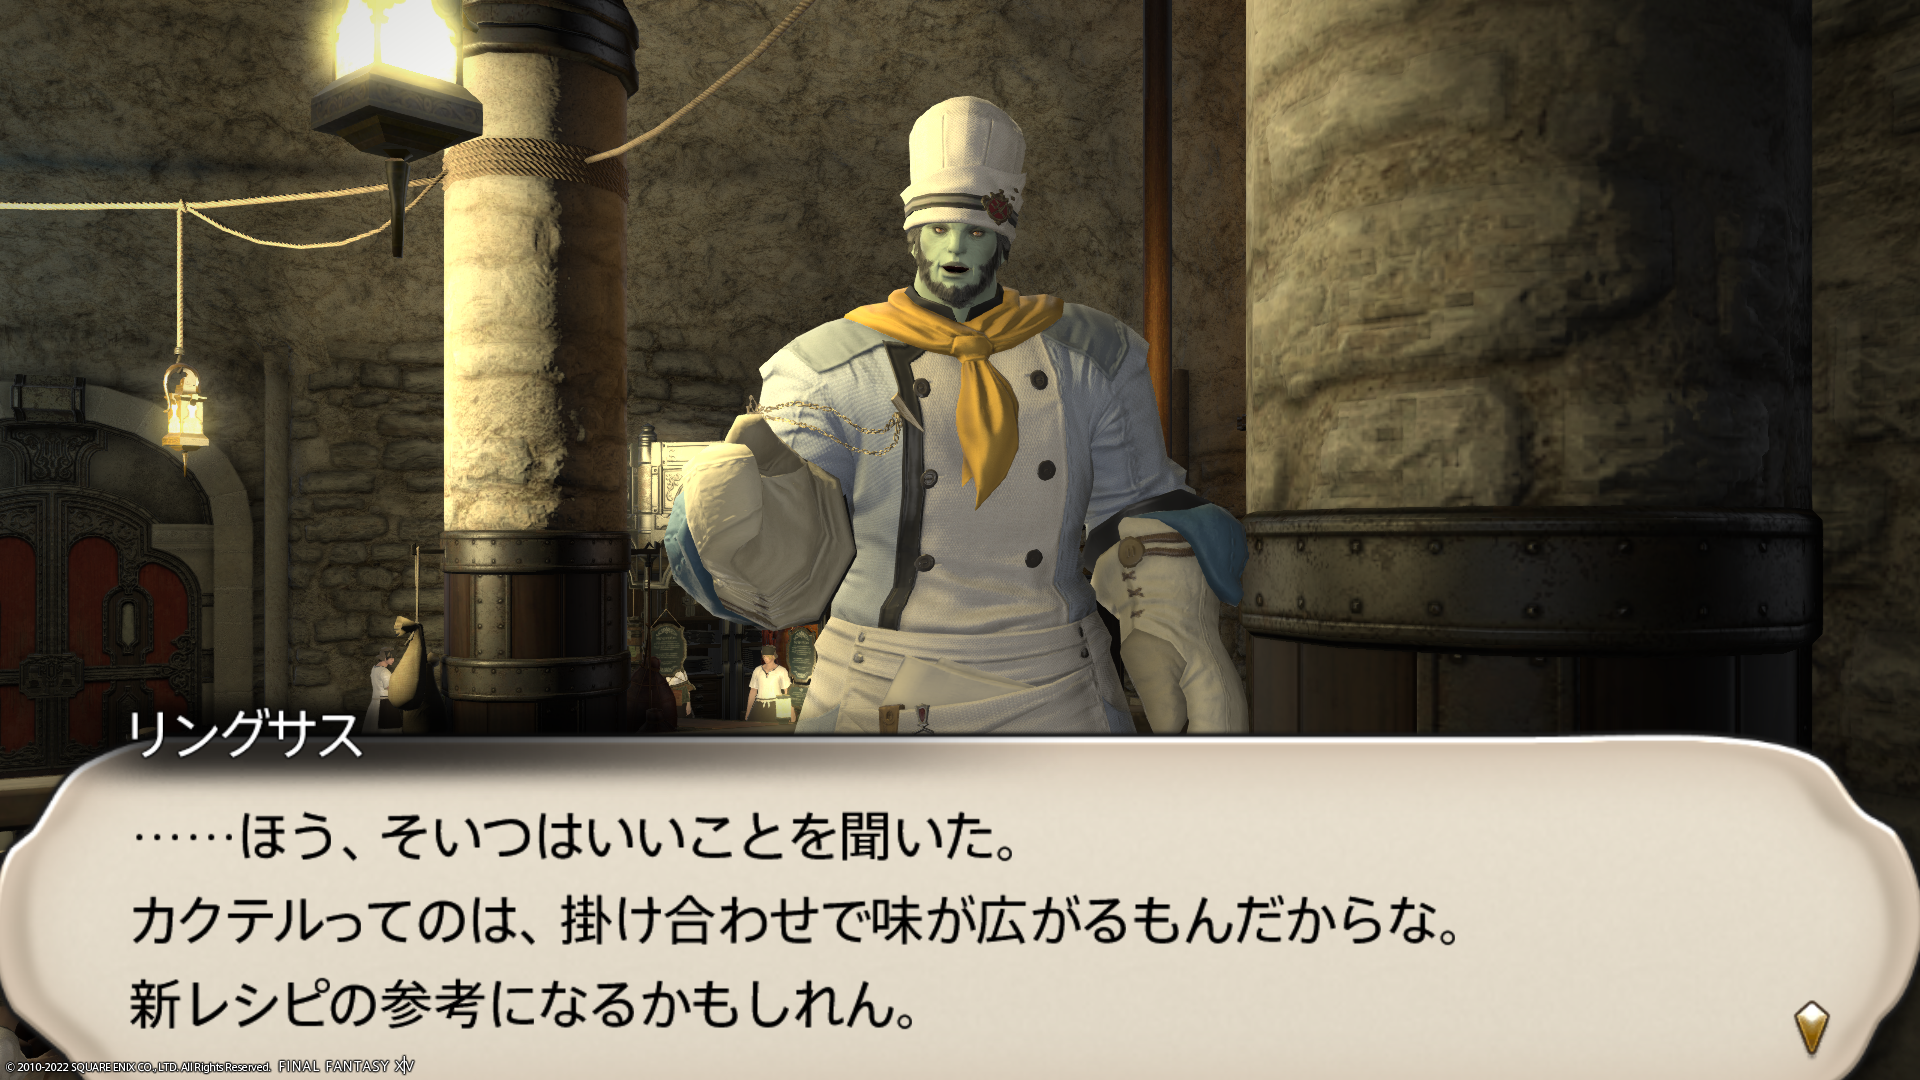 リングサス
……ほう、そいつはいいことを聞いた。
カクテルってのは、掛け合わせで味が広がるもんだからな。
新レシピの参考になるかもしれん。
© 2010-2022 SQUARE ENIX CO., LTD. All Rights Reserved. FINAL FANTASY XIV